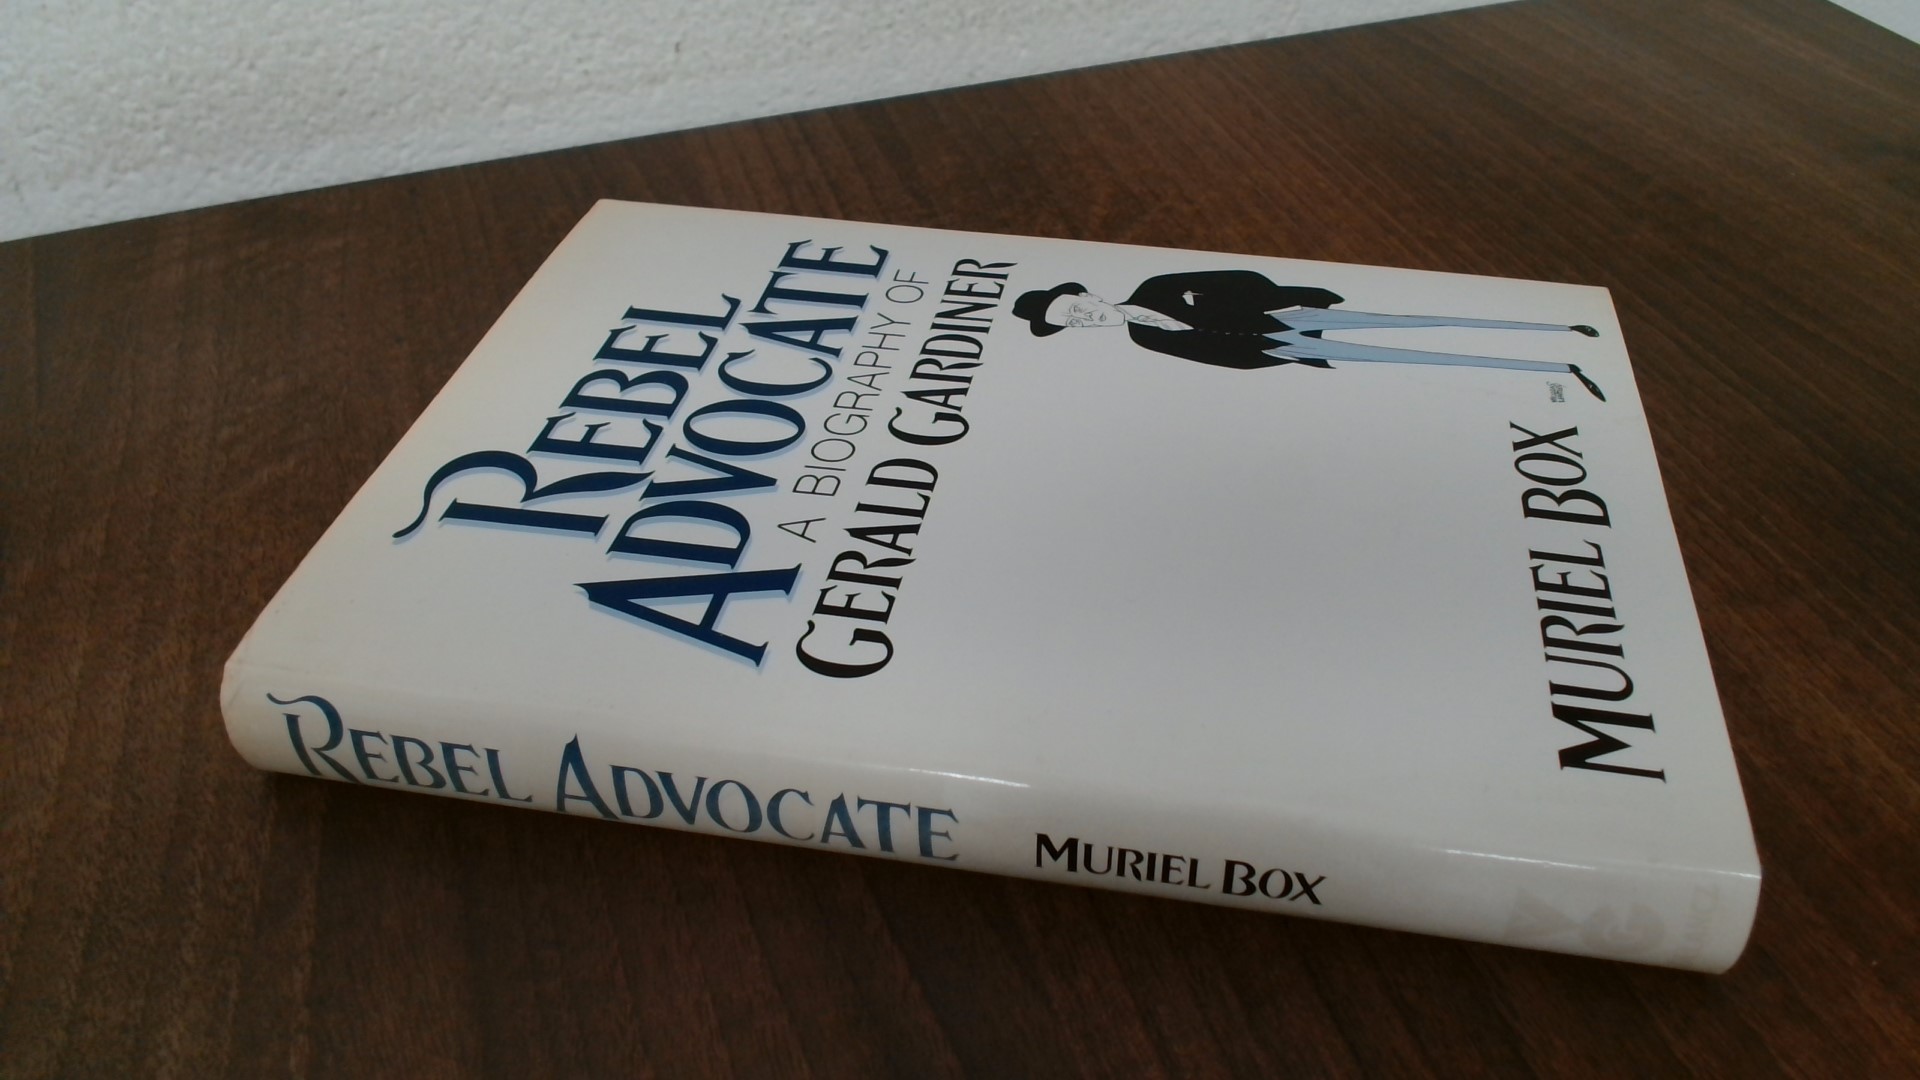 REBEL
ADVOCATE
A BIOGRAPHY OF
GERALD GARDINER
MURIEL BOX
REBEL ADVOCATE MURIEL BOX